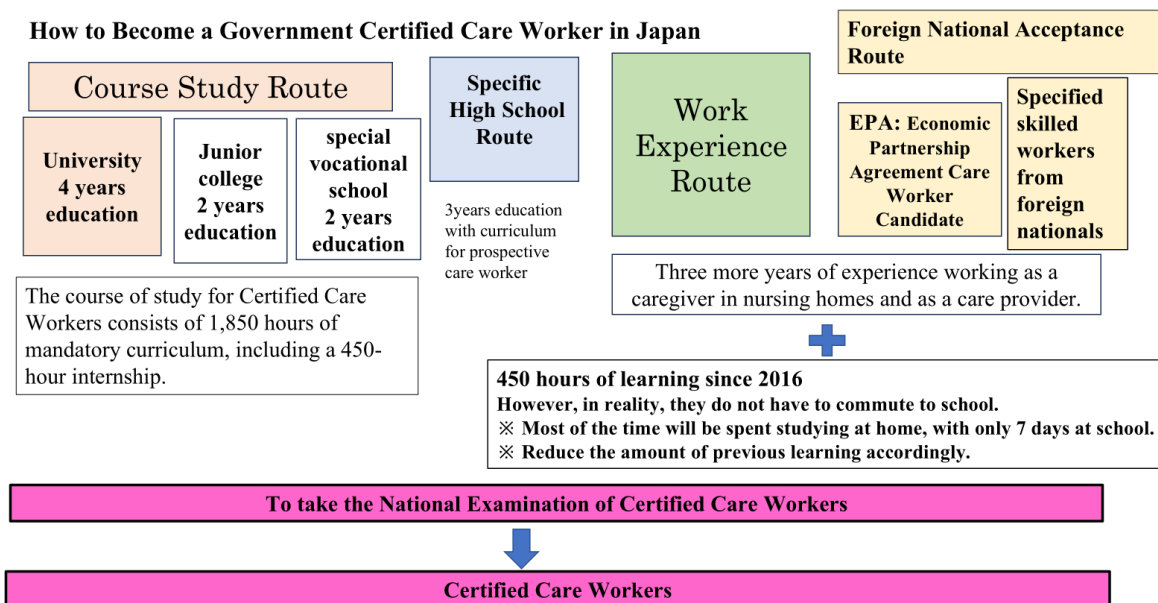 How to Become a Government Certified Care Worker in Japan
Course Study Route
University
4 years
education
Junior
college
2 years
education
special
vocational
school
2 years
education
The course of study for Certified Care
Workers consists of 1,850 hours of
mandatory curriculum, including a 450-
hour internship.
Specific
High School
Route
3years education
with curriculum
for prospective
care worker
Work
Experience
Route
Foreign National Acceptance
Route
EPA: Economic
Partnership
Agreement Care
Worker
Candidate
Specified
skilled
workers
from
foreign
nationals
Three more years of experience working as a
caregiver in nursing homes and as a care provider.
450 hours of learning since 2016
However, in reality, they do not have to commute to school.
※ Most of the time will be spent studying at home, with only 7 days at school.
※ Reduce the amount of previous learning accordingly.
To take the National Examination of Certified Care Workers
Certified Care Workers